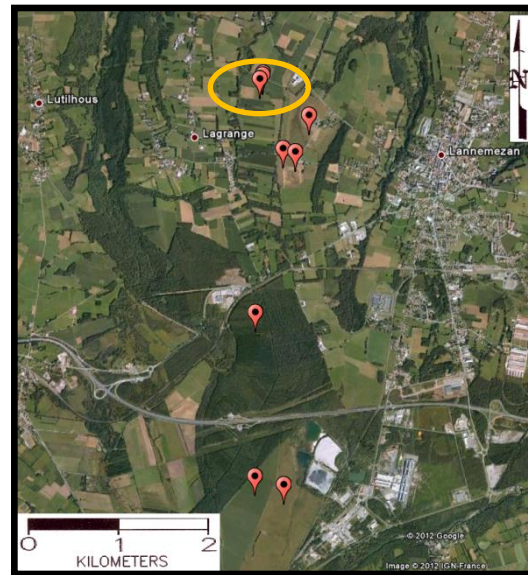 N
Lutilhous
Lagrange
Lannemezan
0 1 2
KILOMETERS
© 2012 Google
Image © 2012 IGN-France